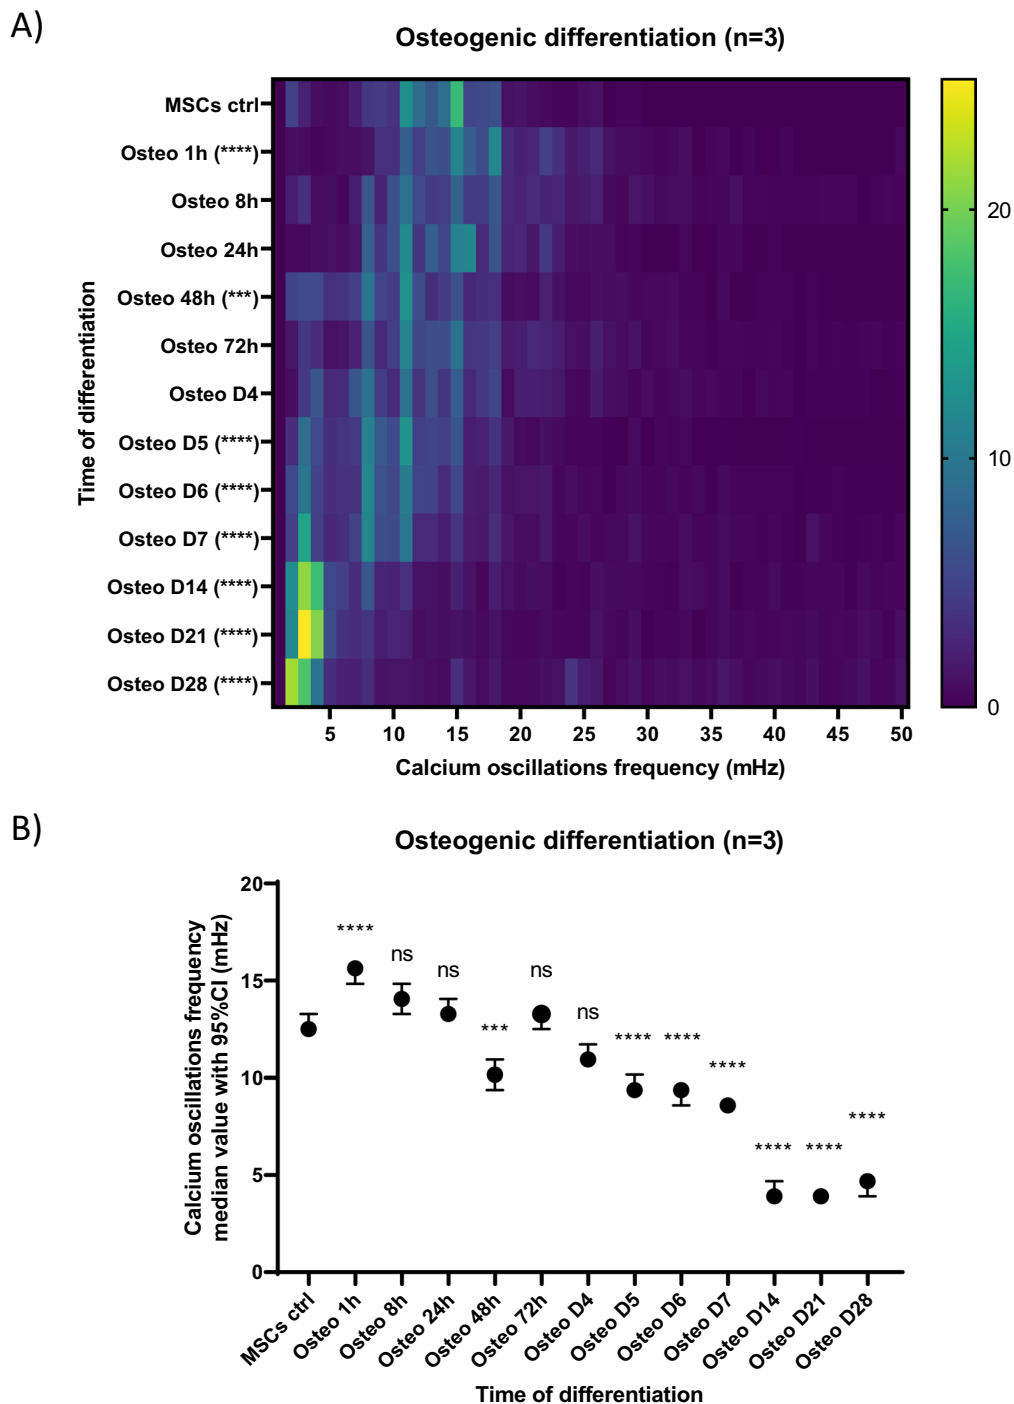 A)
Osteogenic differentiation (n=3)
MSCs ctrl
Osteo 1h (****)
Osteo 8h
Osteo 24h
Osteo 48h (***)
Osteo 72h
Osteo D4
Osteo D5 (****)
Osteo D6 (****)
Osteo D7 (****)
Osteo D14 (****)
Osteo D21 (****)
Osteo D28 (****)
Time of differentiation
5 10 15 20 25 30 35 40 45 50
Calcium oscillations frequency (mHz)
20
10
0
B)
Osteogenic differentiation (n=3)
Calcium oscillations frequency
median value with 95%CI (mHz)
20
15
10
5
0
**** ns ns *** ns ns **** **** **** **** **** ****
MSCs ctrl
Osteo 1h
Osteo 8h
Osteo 24h
Osteo 48h
Osteo 72h
Osteo D4
Osteo D5
Osteo D6
Osteo D7
Osteo D14
Osteo D21
Osteo D28
Time of differentiation